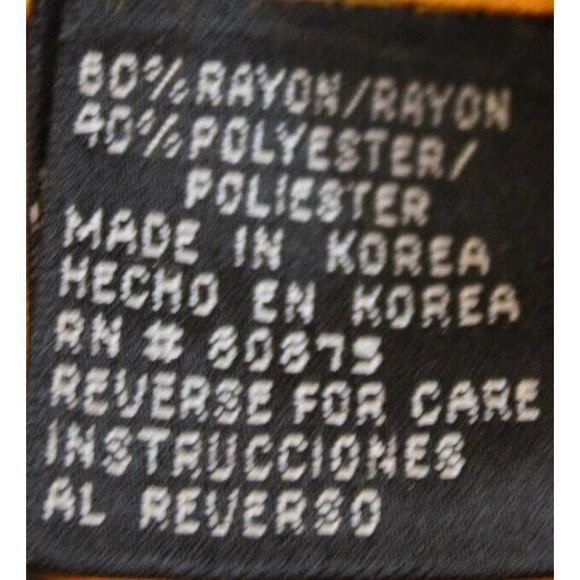 60% RAYON/RAYON
40% POLYESTER/
POLIESTER
MADE IN KOREA
HECHO EN KOREA
RN #
REVERSE FOR CARE
INSTRUCCIONES
AL REVERSO